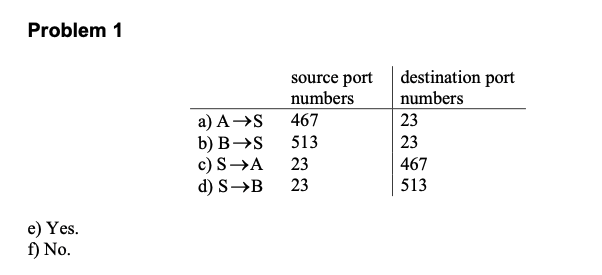 Problem 1
source port numbers destination port numbers
a) A→S 467 23
b) B→S 513 23
c) S→A 23 467
d) S→B 23 513
e) Yes.
f) No.